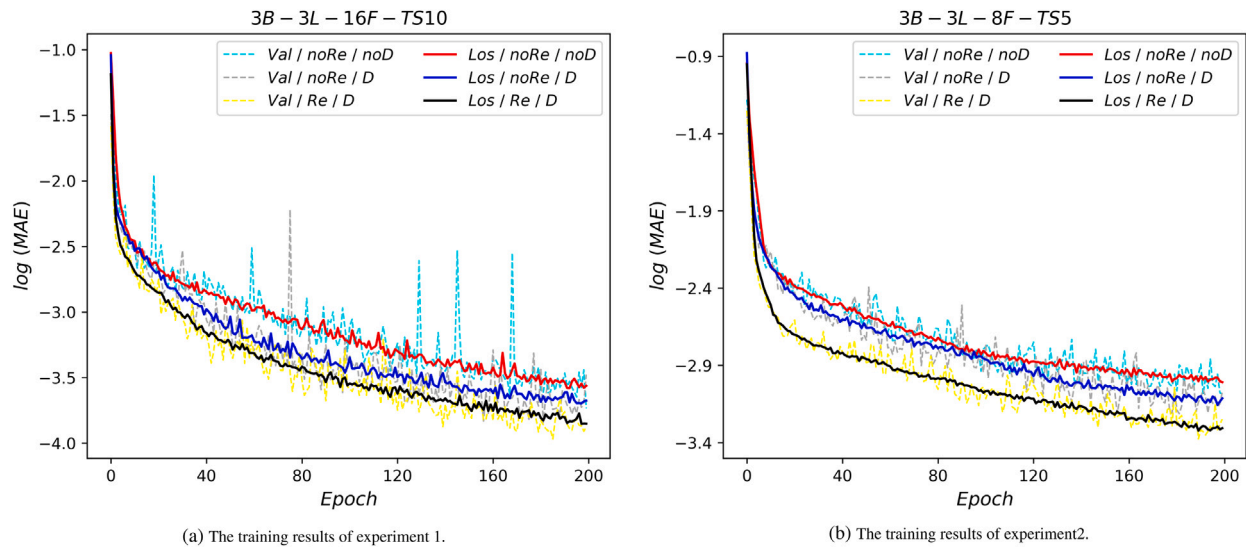 3B – 3L – 16F – TS10
log (MAE)
−1.0
−1.5
−2.0
−2.5
−3.0
−3.5
−4.0
Val / noRe / noD
Val / noRe / D
Val / Re / D
Los / noRe / noD
Los / noRe / D
Los / Re / D
0 40 80 120 160 200
Epoch
(a) The training results of experiment 1.
3B – 3L – 8F – TS5
log (MAE)
−0.9
−1.4
−1.9
−2.4
−2.9
−3.4
Val / noRe / noD
Val / noRe / D
Val / Re / D
Los / noRe / noD
Los / noRe / D
Los / Re / D
0 40 80 120 160 200
Epoch
(b) The training results of experiment2.